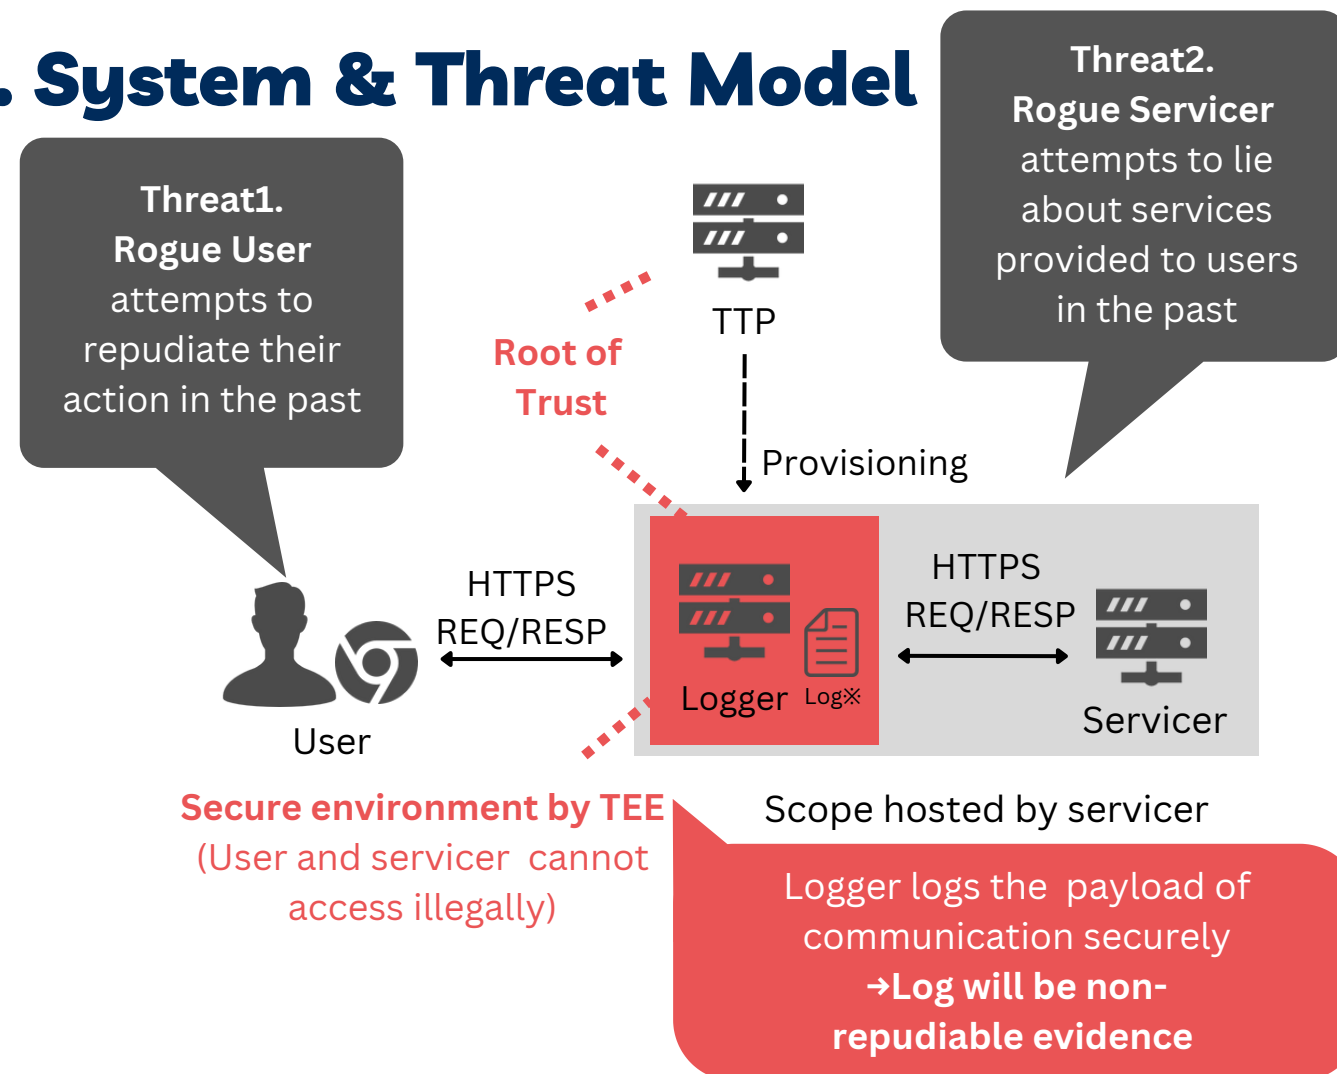 . System & Threat Model
Threat1.
Rogue User
attempts to
repudiate their
action in the past
Threat2.
Rogue Servicer
attempts to lie
about services
provided to users
in the past
TTP
Root of
Trust
Provisioning
HTTPS
REQ/RESP
HTTPS
REQ/RESP
Logger
Log※
Servicer
User
Secure environment by TEE
(User and servicer cannot
access illegally)
Scope hosted by servicer
Logger logs the payload of
communication securely
→Log will be non-
repudiable evidence